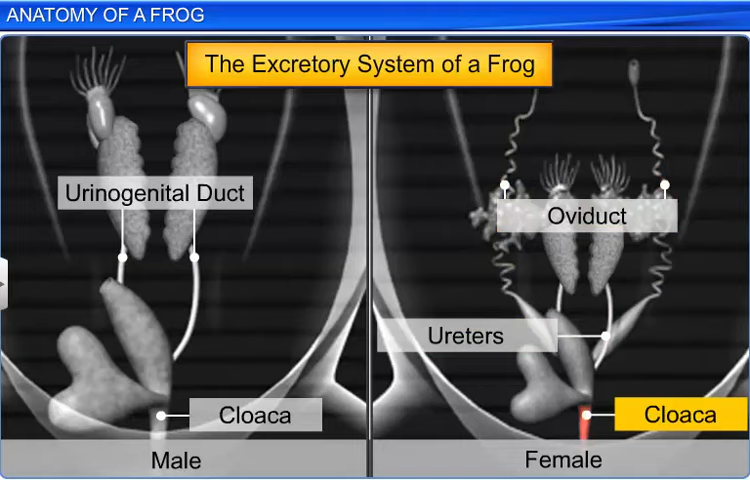 ANATOMY OF A FROG
The Excretory System of a Frog
Urinogenital Duct
Cloaca
Male
Oviduct
Ureters
Cloaca
Female